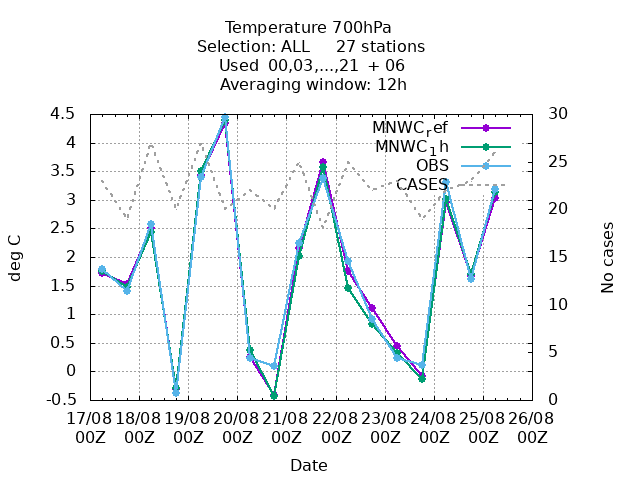 Temperature 700hPa
Selection: ALL 27 stations
Used 00,03,...,21 + 06
Averaging window: 12h
4.5
4
3.5
3
2.5
2
1.5
1
0.5
0
-0.5
deg C
30
25
20
15
10
5
0
No cases
MNWCref
MNWC1h
OBS
CASES
17/08 18/08 19/08 20/08 21/08 22/08 23/08 24/08 25/08 26/08
00Z 00Z 00Z 00Z 00Z 00Z 00Z 00Z 00Z 00Z
Date